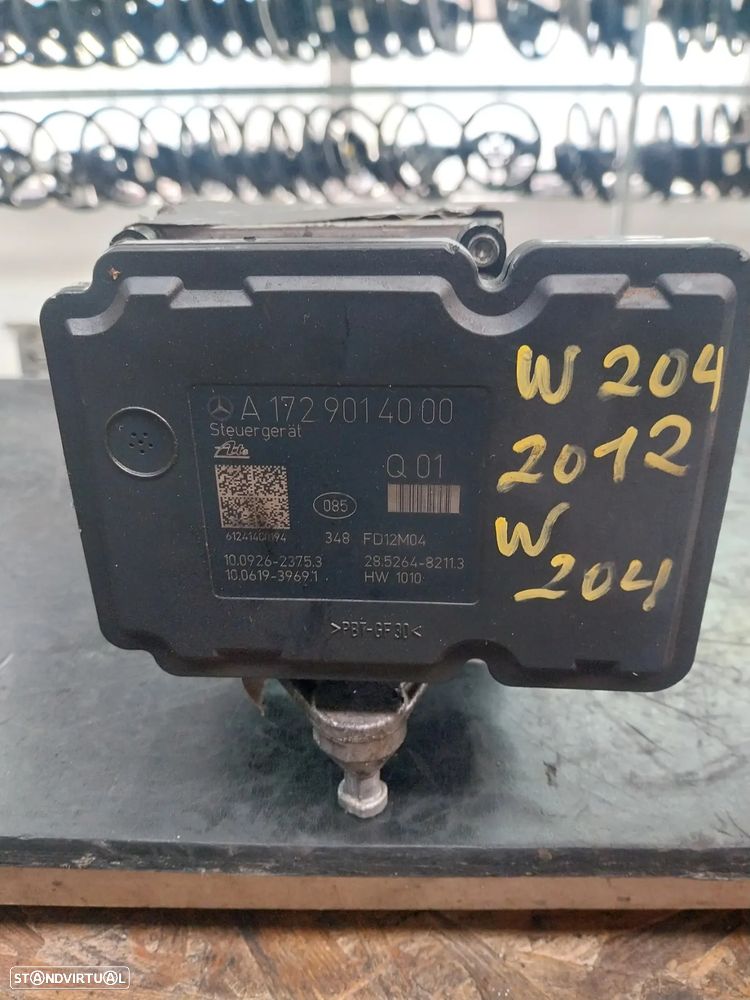 A 172 901 40 00
Steuergerät
Ate
Q 01
085
61241400194
348 FD12M04
10.0926-2375.3
28.5264-8211.3
10.0619-3969.1
HW 1010
>PBT-GF30<
W 204
2012
W
204
STANDVIRTUAL